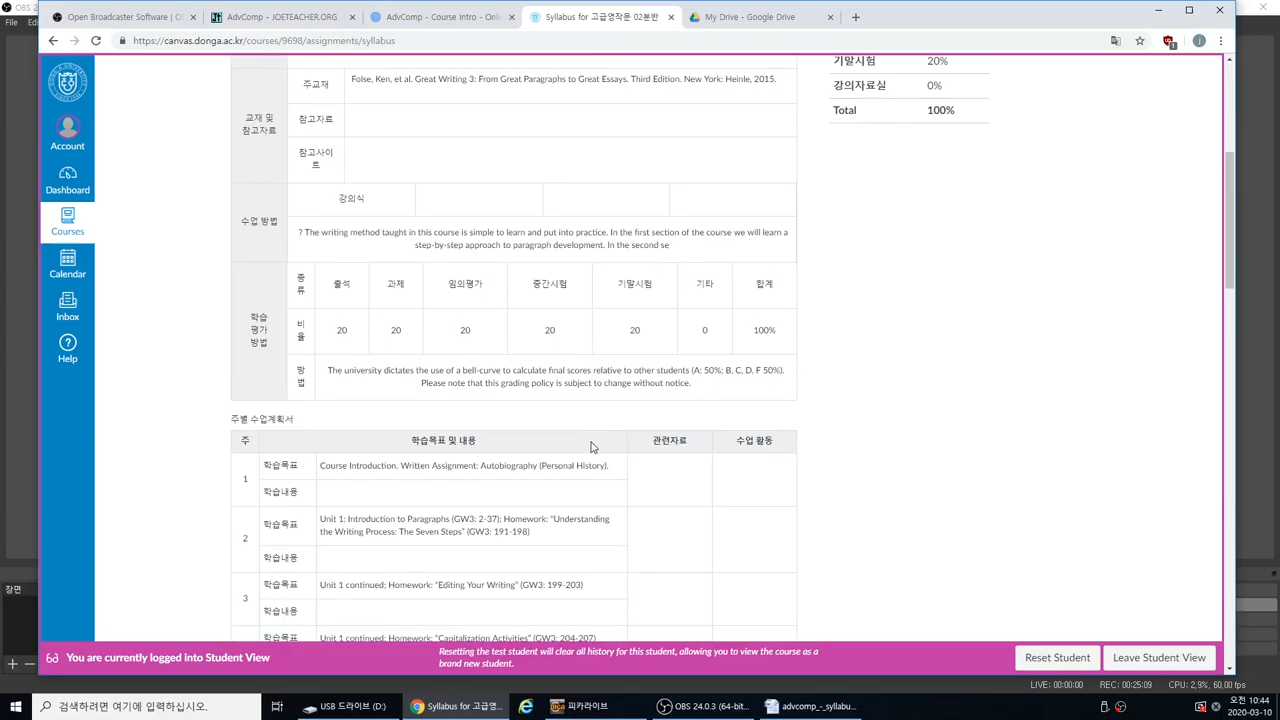 OBS
Open Broadcaster Software | O
AdvComp - JOETEACHER.ORG
AdvComp – Course Intro - Onli
Syllabus for 고급영작문 02분반
My Drive - Google Drive
File
https://canvas.donga.ac.kr/courses/9698/assignments/syllabus
Account
Dashboard
Courses
Calendar
Inbox
Help
교재 및
참고자료
주교재
Folse, Ken, et al. Great Writing 3: From Great Paragraphs to Great Essays. Third Edition. New York: Heinle, 2015.
참고자료
참고사이
트
수업 방법
강의식
? The writing method taught in this course is simple to learn and put into practice. In the first section of the course we will learn a
step-by-step approach to paragraph development. In the second se
학습
평가
방법
종
류
출석
과제
임의평가
중간시험
기말시험
기타
합계
비
율
20
20
20
20
20
0
100%
방
법
The university dictates the use of a bell-curve to calculate final scores relative to other students (A: 50%; B, C, D. F 50%).
Please note that this grading policy is subject to change without notice.
주별 수업계획서
주
학습목표 및 내용
관련자료
수업 활동
1
학습목표
Course Introduction. Written Assignment: Autobiography (Personal History).
학습내용
2
학습목표
Unit 1: Introduction to Paragraphs (GW3: 2-37); Homework: “Understanding
the Writing Process: The Seven Steps” (GW3: 191-198)
학습내용
3
학습목표
Unit 1 continued; Homework: “Editing Your Writing” (GW3: 199-203)
학습내용
학습목표
Unit 1 continued; Homework: “Capitalization Activities” (GW3: 204-207)
기말시험
20%
강의자료실
0%
Total
100%
장면
You are currently logged into Student View
Resetting the test student will clear all history for this student, allowing you to view the course as a
brand new student.
Reset Student
Leave Student View
LIVE: 00:00:00
REC: 00:25:09
CPU: 2.9%, 60.00 fps
검색하려면 여기에 입력하십시오.
USB 드라이브 (D:)
Syllabus for 고급영...
피카라이브
OBS 24.0.3 (64-bit...
advcomp_-_syllabu...
오전 10:44
2020-03-10